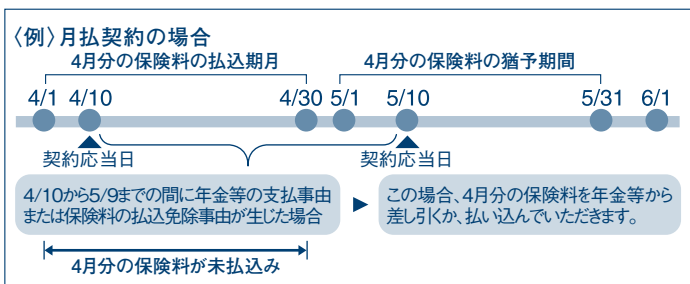 〈例〉月払契約の場合
4月分の保険料の払込期月
4月分の保険料の猶予期間
4/1 4/10 4/30 5/1 5/10 5/31 6/1
契約応当日
契約応当日
4/10から5/9までの間に年金等の支払事由
または保険料の払込免除事由が生じた場合
この場合、4月分の保険料を年金等から
差し引くか、払い込んでいただきます。
4月分の保険料が未払込み